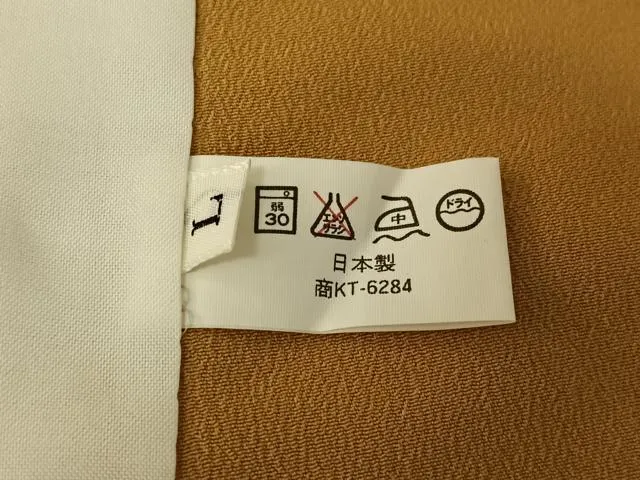 L
弱
30
エンソ
サラシ
中
ドライ
日本製
商KT-6284